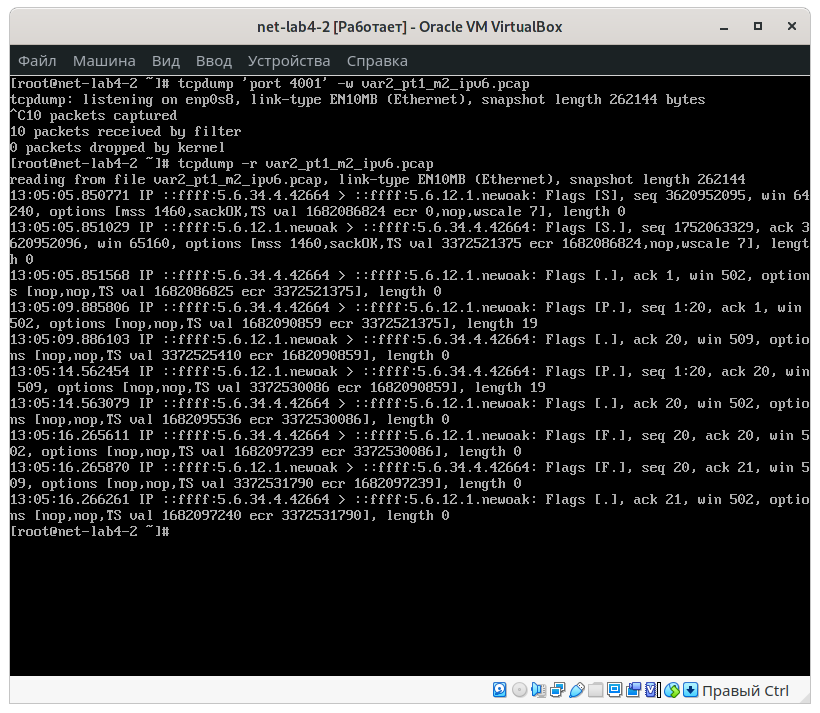 net-lab4-2 [Работает] - Oracle VM VirtualBox
Файл Машина Вид Ввод Устройства Справка
[root@net-lab4-2 ~]# tcpdump 'port 4001' -w var2_pt1_m2_ipv6.pcap
tcpdump: listening on enp0s8, link-type EN10MB (Ethernet), snapshot length 262144 bytes
^C10 packets captured
10 packets received by filter
0 packets dropped by kernel
[root@net-lab4-2 ~]# tcpdump -r var2_pt1_m2_ipv6.pcap
reading from file var2_pt1_m2_ipv6.pcap, link-type EN10MB (Ethernet), snapshot length 262144
13:05:05.850771 IP ::ffff:5.6.34.4.42664 > ::ffff:5.6.12.1.newoak: Flags [S], seq 3620952095, win 64
240, options [mss 1460,sackOK,TS val 1682086824 ecr 0,nop,wscale 7], length 0
13:05:05.851029 IP ::ffff:5.6.12.1.newoak > ::ffff:5.6.34.4.42664: Flags [S.], seq 1752063329, ack 3
620952096, win 65160, options [mss 1460,sackOK,TS val 3372521375 ecr 1682086824,nop,wscale 7], lengt
h 0
13:05:05.851568 IP ::ffff:5.6.34.4.42664 > ::ffff:5.6.12.1.newoak: Flags [.], ack 1, win 502, option
s [nop,nop,TS val 1682086825 ecr 3372521375], length 0
13:05:09.885806 IP ::ffff:5.6.34.4.42664 > ::ffff:5.6.12.1.newoak: Flags [P.], seq 1:20, ack 1, win
502, options [nop,nop,TS val 1682090859 ecr 3372521375], length 19
13:05:09.886103 IP ::ffff:5.6.12.1.newoak > ::ffff:5.6.34.4.42664: Flags [.], ack 20, win 509, optio
ns [nop,nop,TS val 3372525410 ecr 1682090859], length 0
13:05:14.562454 IP ::ffff:5.6.12.1.newoak > ::ffff:5.6.34.4.42664: Flags [P.], seq 1:20, ack 20, win
509, options [nop,nop,TS val 3372530086 ecr 1682090859], length 19
13:05:14.563079 IP ::ffff:5.6.34.4.42664 > ::ffff:5.6.12.1.newoak: Flags [.], ack 20, win 502, optio
ns [nop,nop,TS val 1682095536 ecr 3372530086], length 0
13:05:16.265611 IP ::ffff:5.6.34.4.42664 > ::ffff:5.6.12.1.newoak: Flags [F.], seq 20, ack 20, win 5
02, options [nop,nop,TS val 1682097239 ecr 3372530086], length 0
13:05:16.265870 IP ::ffff:5.6.12.1.newoak > ::ffff:5.6.34.4.42664: Flags [F.], seq 20, ack 21, win 5
09, options [nop,nop,TS val 3372531790 ecr 1682097239], length 0
13:05:16.266261 IP ::ffff:5.6.34.4.42664 > ::ffff:5.6.12.1.newoak: Flags [.], ack 21, win 502, optio
ns [nop,nop,TS val 1682097240 ecr 3372531790], length 0
[root@net-lab4-2 ~]#
Правый Ctrl